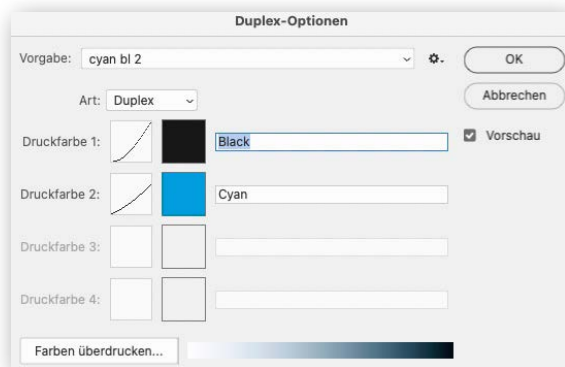 Duplex-Optionen
Vorgabe: cyan bl 2
OK
Art: Duplex
Abbrechen
Druckfarbe 1: Black
Vorschau
Druckfarbe 2: Cyan
Druckfarbe 3:
Druckfarbe 4:
Farben überdrucken...